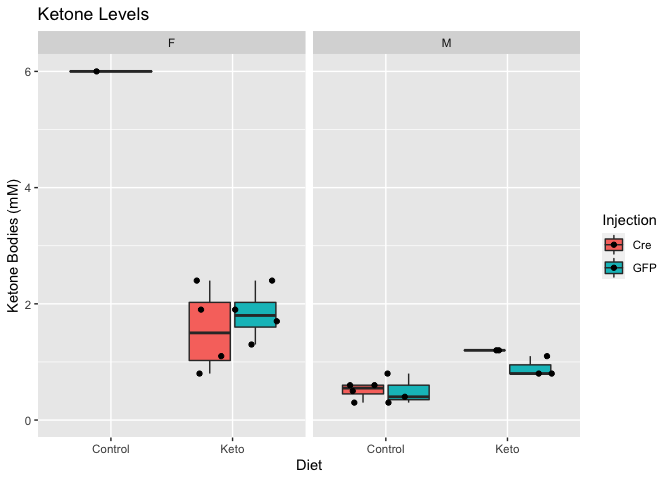 Ketone Levels
F
M
6
4
2
0
Ketone Bodies (mM)
Control
Keto
Control
Keto
Diet
Injection
Cre
GFP